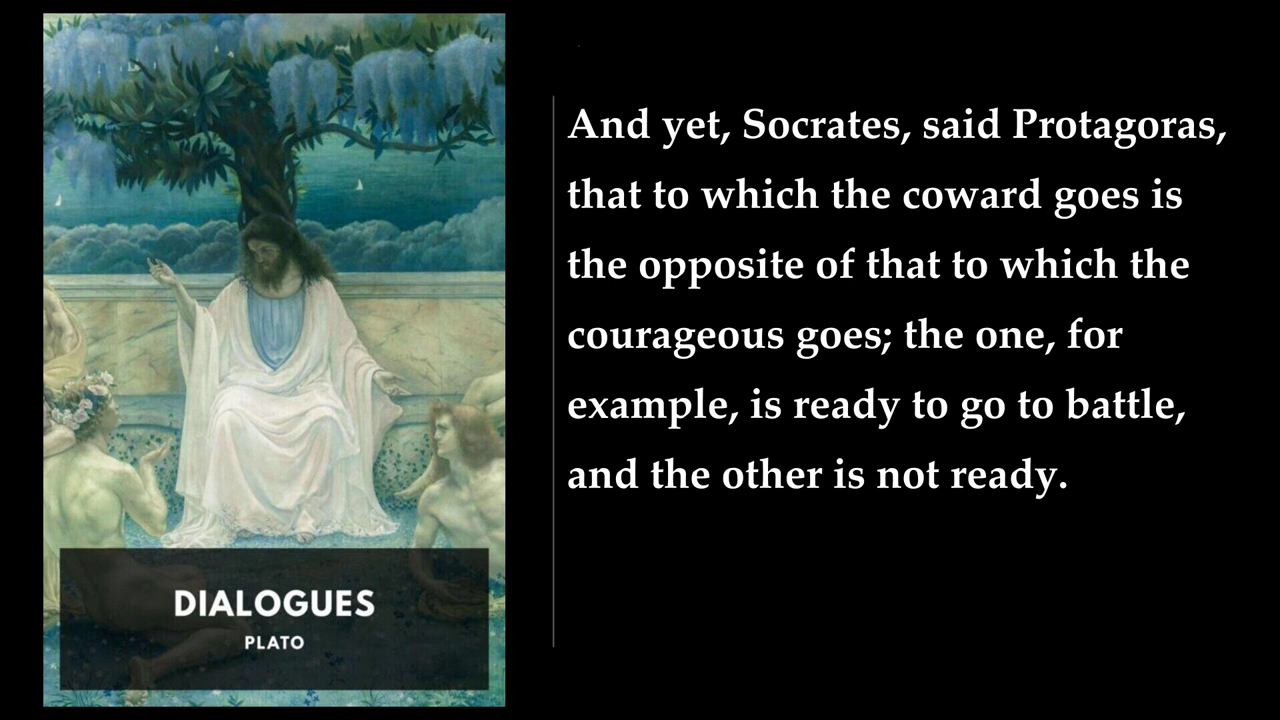 And yet, Socrates, said Protagoras,
that to which the coward goes is
the opposite of that to which the
courageous goes; the one, for
example, is ready to go to battle,
and the other is not ready.
DIALOGUES
PLATO